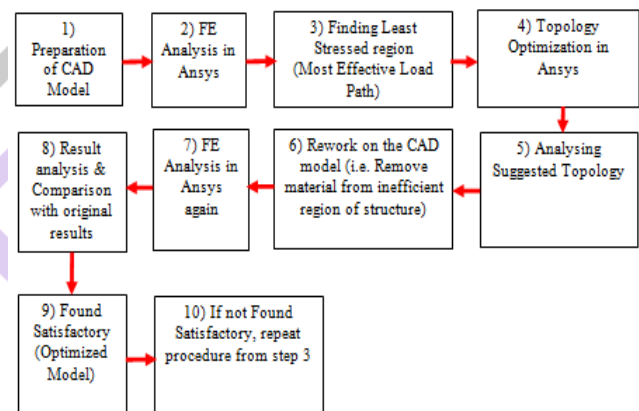 1)
Preparation
of CAD
Model
2) FE
Analysis in
Ansys
3) Finding Least
Stressed region
(Most Effective Load
Path)
4) Topology
Optimization in
Ansys
5) Analysing
Suggested Topology
6) Rework on the CAD
model (i.e. Remove
material from inefficient
region of structure)
7) FE
Analysis in
Ansys
again
8) Result
analysis &
Comparison
with original
results
9) Found
Satisfactory
(Optimized
Model)
10) If not Found
Satisfactory, repeat
procedure from step 3